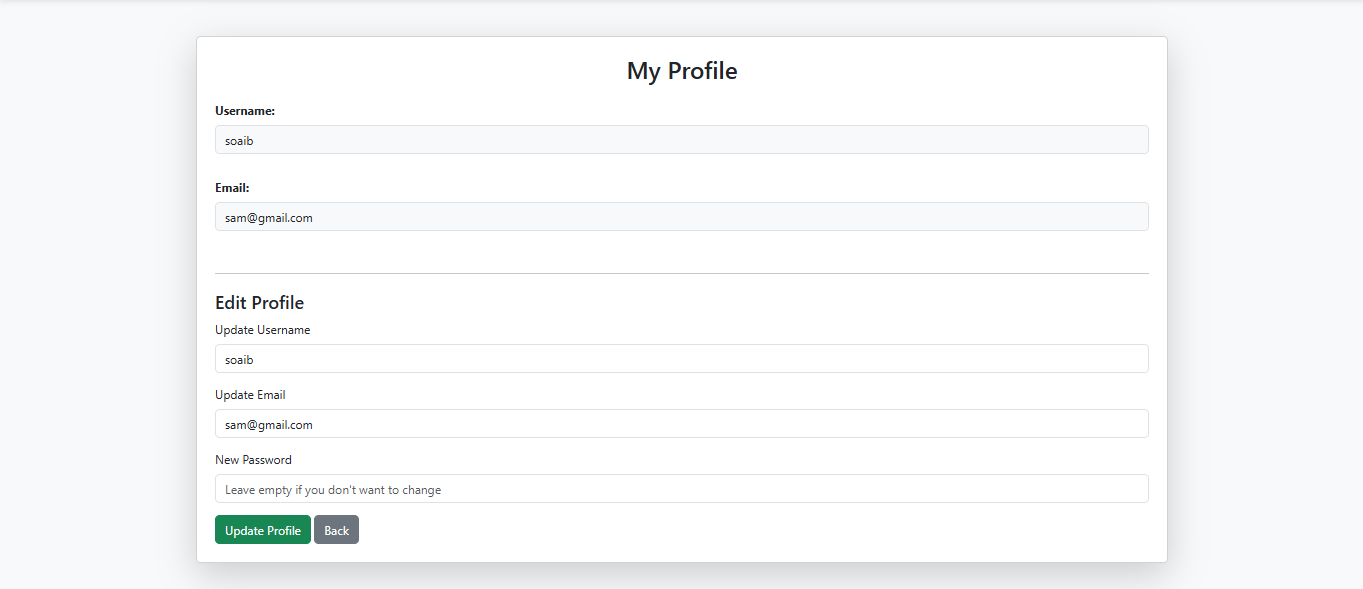 My Profile
Username:
soaib
Email:
sam@gmail.com
Edit Profile
Update Username
soaib
Update Email
sam@gmail.com
New Password
Leave empty if you don't want to change
Update Profile Back